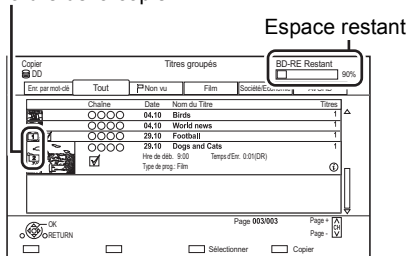 Espace restant
Copier
Titres groupés
BD-RE Restant
DD
90%
Enr. par mot-clé
Tout
Non vu
Film
Société/Économie
Chaîne
Date
Nom du Titre
Titres
04.10
Birds
1
04.10
World news
1
29.10
Football
1
29.10
Dogs and Cats
1
Hre de déb. 9:00
Temps d'Enr. 0:01(DR)
Type de prog.: Film
OK
RETURN
Page 003/003
Page +
Page -
CH
Sélectionner
Copier